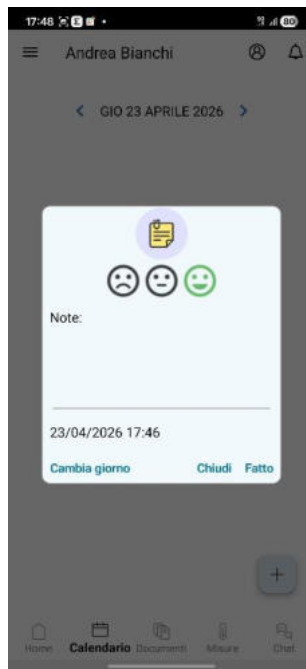 17:48
80
Andrea Bianchi
GIO 23 APRILE 2026
Note:
23/04/2026 17:46
Cambia giorno Chiudi Fatto
+
Home Calendario Documenti Misure Chat